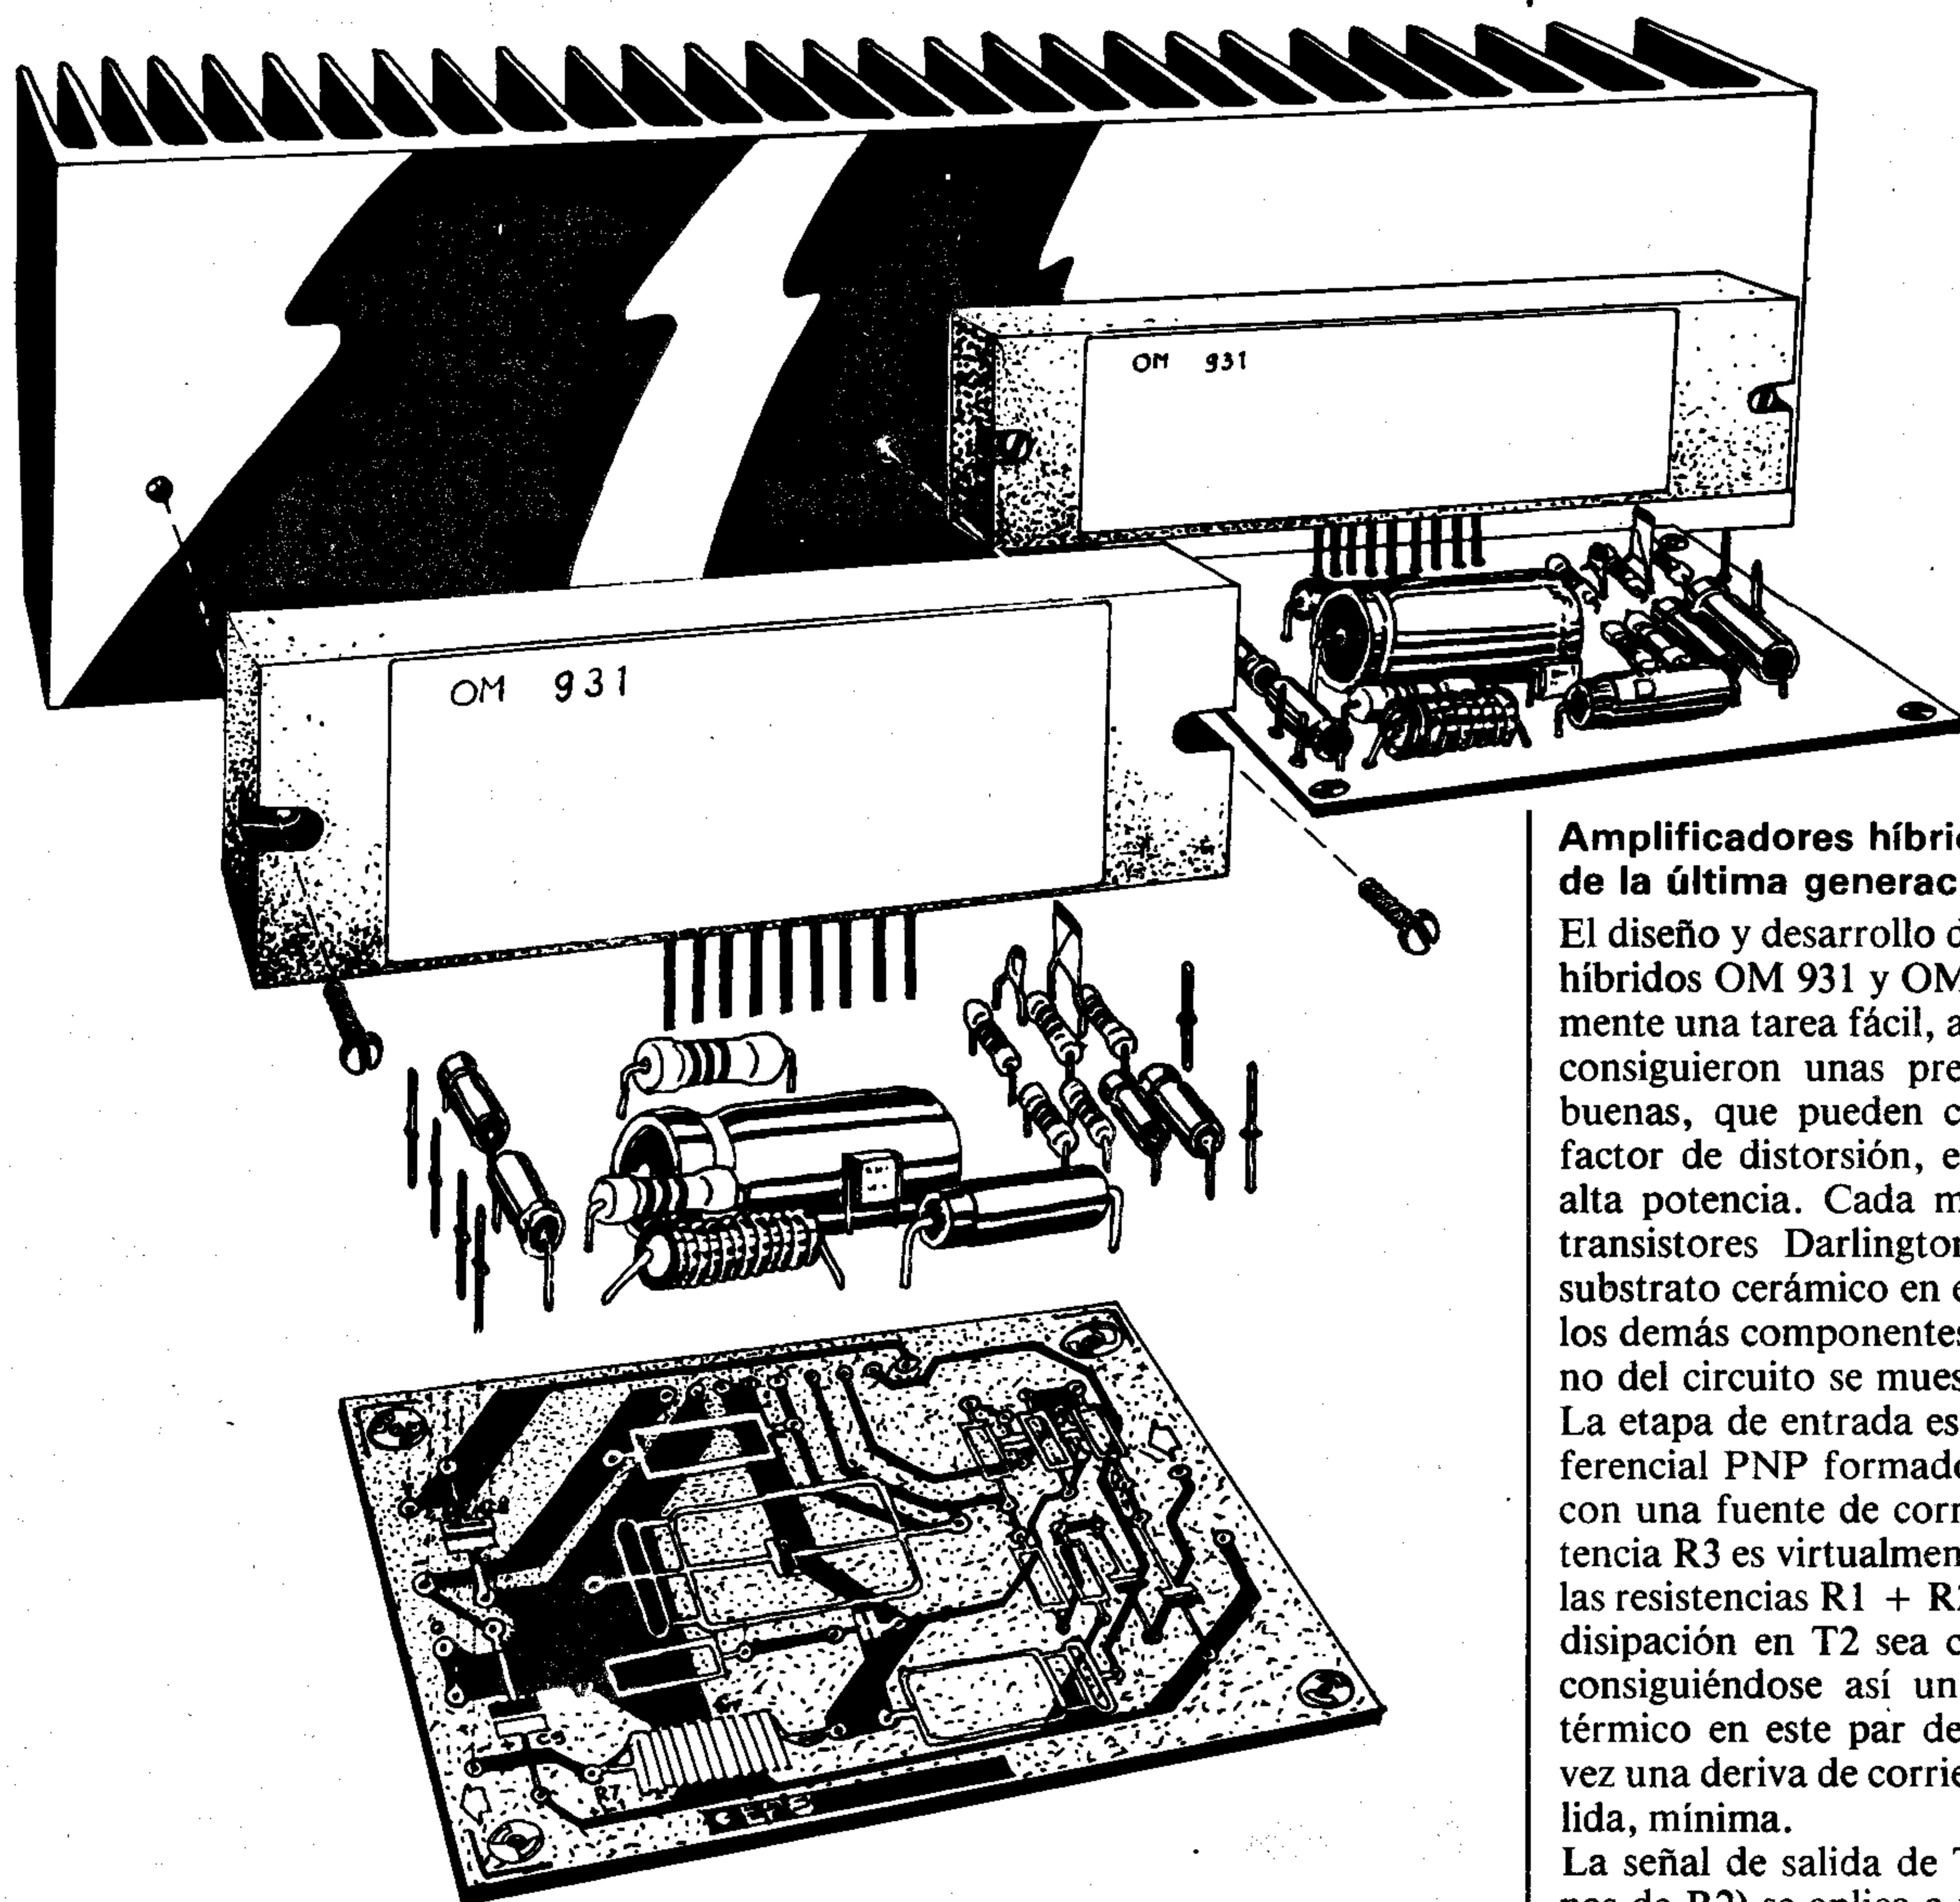 OM 931
OM 931
Amplificadores híbri
de la última generac
El diseño y desarrollo d
híbridos OM 931 y OM
mente una tarea fácil, a
consiguieron unas pre
buenas, que pueden c
factor de distorsión, e
alta potencia. Cada m
transistores Darlington
substrato cerámico en e
los demás componentes
no del circuito se mues
La etapa de entrada es
ferencial PNP formado
con una fuente de corr
tencia R3 es virtualmen
las resistencias R1 + R2
disipación en T2 sea c
consiguiéndose así un
térmico en este par de
vez una deriva de corrie
lida, mínima.
La señal de salida de T
R7